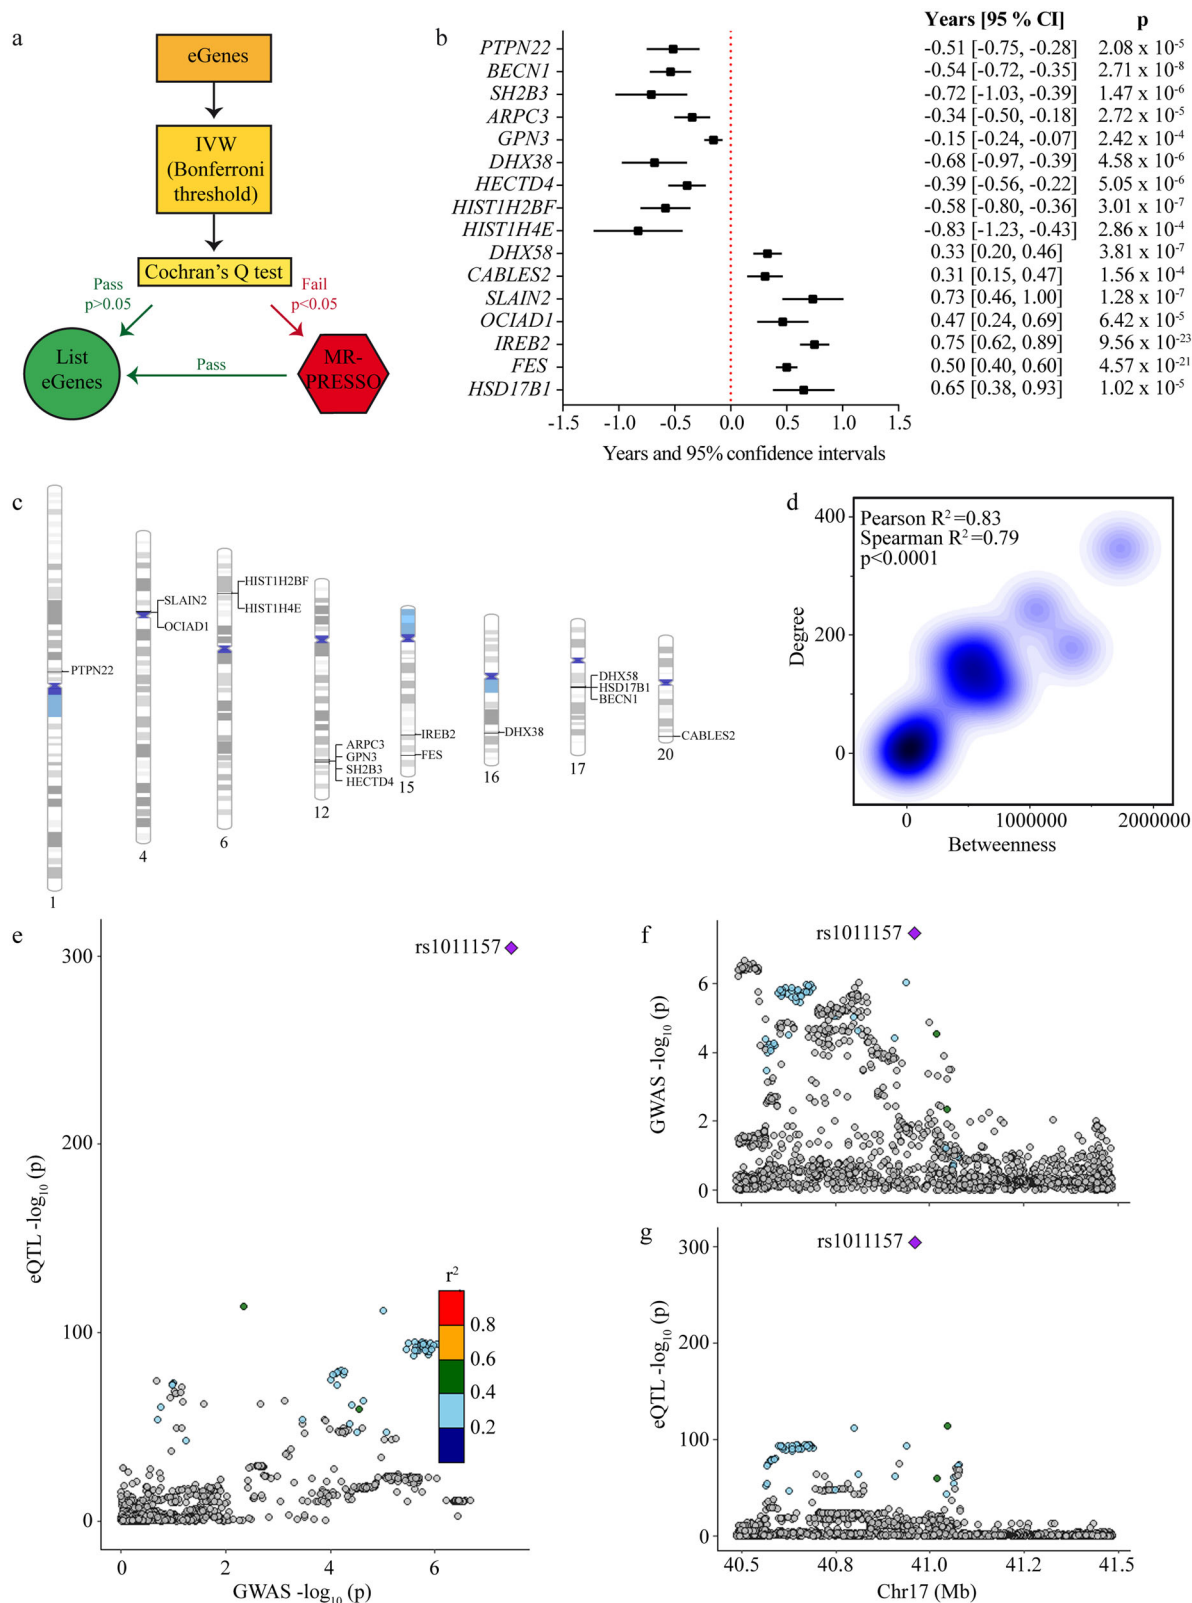 a
eGenes
IVW
(Bonferroni
threshold)
Cochran's Q test
Pass
p>0.05
Fail
p<0.05
List
eGenes
Pass
MR-
PRESSO
b
Years [95 % CI] p
PTPN22 -0.51 [-0.75, -0.28] 2.08 x 10-5
BECN1 -0.54 [-0.72, -0.35] 2.71 x 10-8
SH2B3 -0.72 [-1.03, -0.39] 1.47 x 10-6
ARPC3 -0.34 [-0.50, -0.18] 2.72 x 10-5
GPN3 -0.15 [-0.24, -0.07] 2.42 x 10-4
DHX38 -0.68 [-0.97, -0.39] 4.58 x 10-6
HECTD4 -0.39 [-0.56, -0.22] 5.05 x 10-6
HIST1H2BF -0.58 [-0.80, -0.36] 3.01 x 10-7
HIST1H4E -0.83 [-1.23, -0.43] 2.86 x 10-4
DHX58 0.33 [0.20, 0.46] 3.81 x 10-7
CABLES2 0.31 [0.15, 0.47] 1.56 x 10-4
SLAIN2 0.73 [0.46, 1.00] 1.28 x 10-7
OCIAD1 0.47 [0.24, 0.69] 6.42 x 10-5
IREB2 0.75 [0.62, 0.89] 9.56 x 10-23
FES 0.50 [0.40, 0.60] 4.57 x 10-21
HSD17B1 0.65 [0.38, 0.93] 1.02 x 10-5
-1.5 -1.0 -0.5 0.0 0.5 1.0 1.5
Years and 95% confidence intervals
c
PTPN22
1
SLAIN2
OCIAD1
4
HIST1H2BF
HIST1H4E
6
ARPC3
GPN3
SH2B3
HECTD4
12
IREB2
FES
15
DHX38
16
DHX58
HSD17B1
BECN1
17
CABLES2
20
d
Pearson R2=0.83
Spearman R2=0.79
p<0.0001
400
200
0
Degree
0 1000000 2000000
Betweenness
e
rs1011157
300
200
100
0
eQTL -log10 (p)
r2
0.8
0.6
0.4
0.2
0 2 4 6
GWAS -log10 (p)
f
rs1011157
6
4
2
0
GWAS -log10 (p)
g
rs1011157
300
200
100
0
eQTL -log10 (p)
40.5 40.8 41.0 41.2 41.5
Chr17 (Mb)